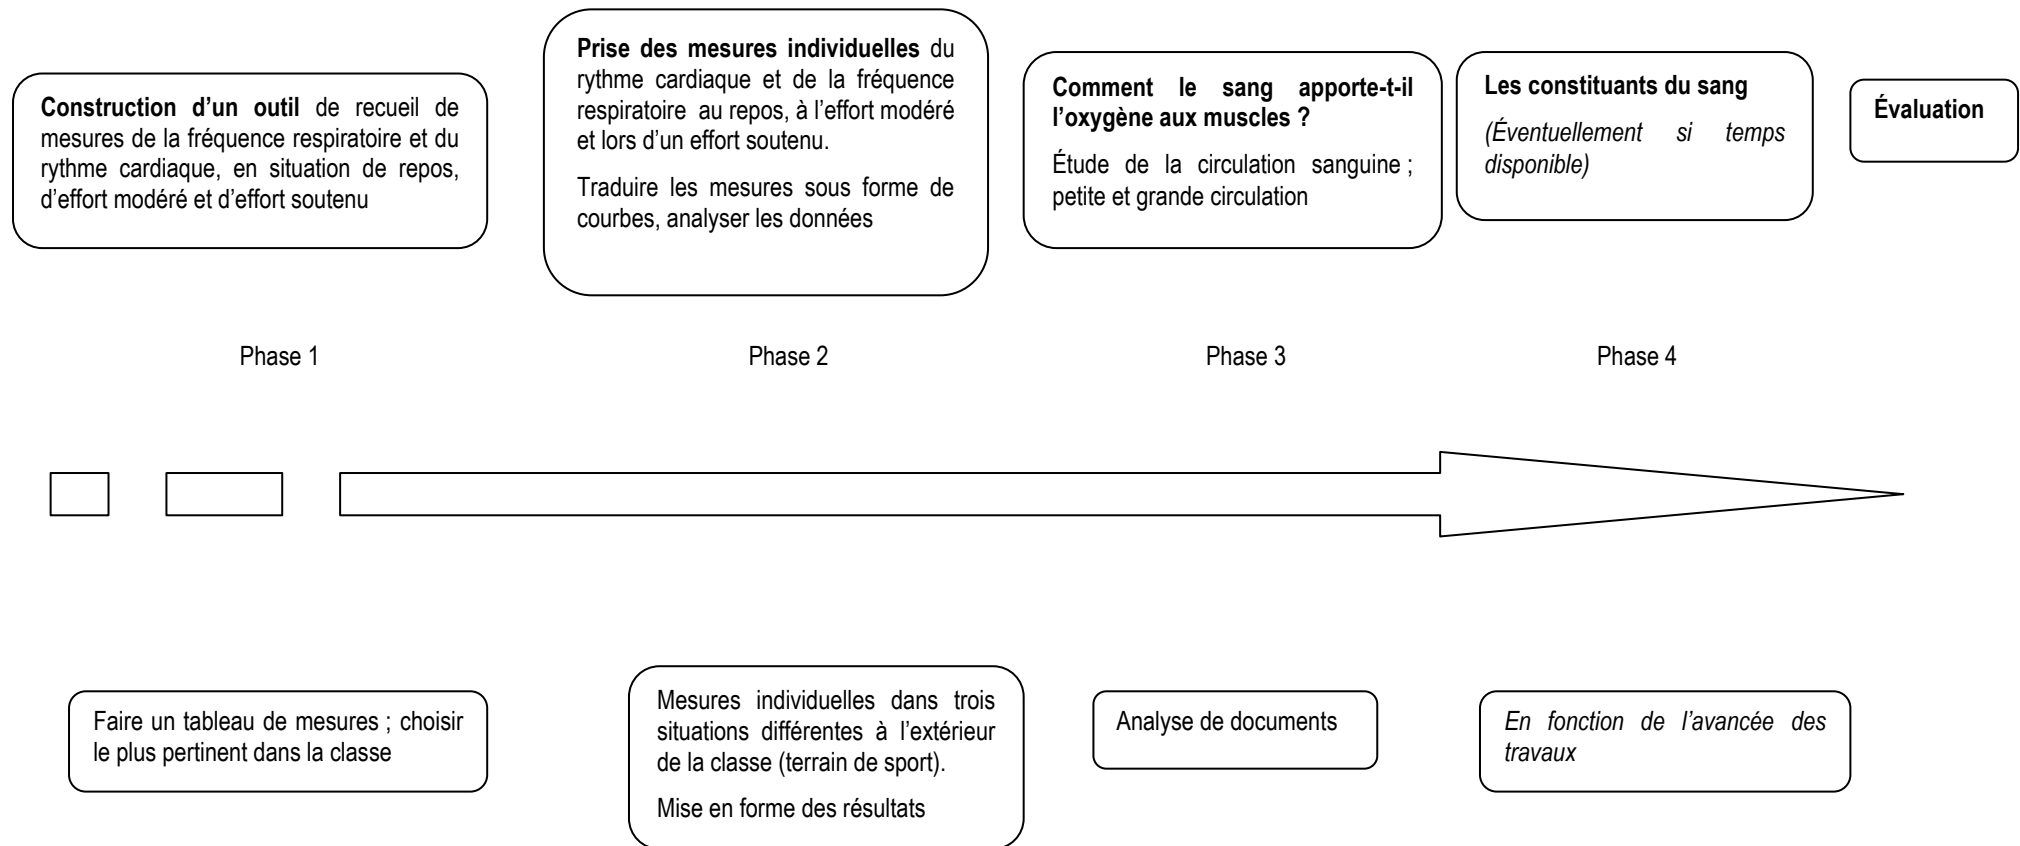 Construction d'un outil de recueil de
mesures de la fréquence respiratoire et du
rythme cardiaque, en situation de repos,
d'effort modéré et d'effort soutenu
Prise des mesures individuelles du
rythme cardiaque et de la fréquence
respiratoire au repos, à l'effort modéré
et lors d'un effort soutenu.
Traduire les mesures sous forme de
courbes, analyser les données
Comment le sang apporte-t-il
l'oxygène aux muscles ?
Étude de la circulation sanguine ;
petite et grande circulation
Les constituants du sang
(Éventuellement si temps
disponible)
Évaluation
Phase 1
Phase 2
Phase 3
Phase 4
Faire un tableau de mesures ; choisir
le plus pertinent dans la classe
Mesures individuelles dans trois
situations différentes à l'extérieur
de la classe (terrain de sport).
Mise en forme des résultats
Analyse de documents
En fonction de l'avancée des
travaux